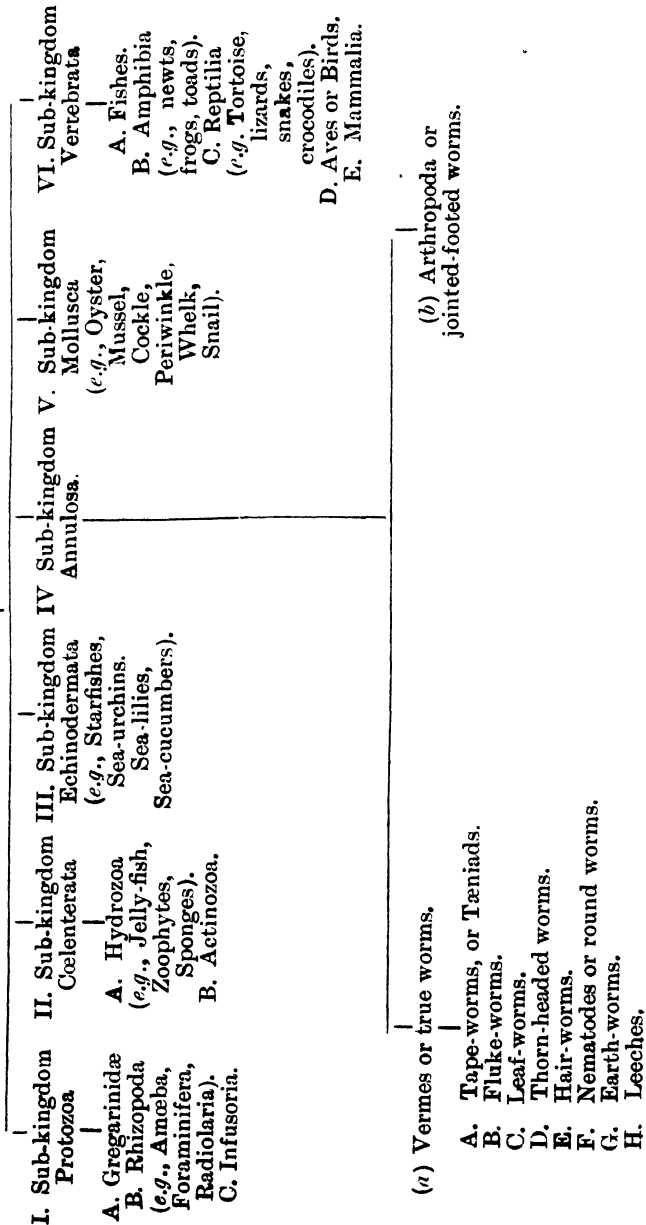 I. Sub-kingdom
Protozoa
A. Gregarinidæ
B. Rhizopoda
(e.g., Amœba,
Foraminifera,
Radiolaria).
C. Infusoria.
II. Sub-kingdom
Cœlenterata
A. Hydrozoa
(e.g., Jelly-fish,
Zoophytes,
Sponges).
B. Actinozoa.
III. Sub-kingdom
Echinodermata
(e.g., Starfishes,
Sea-urchins.
Sea-lilies,
Sea-cucumbers).
IV Sub-kingdom
Annulosa.
V. Sub-kingdom
Mollusca
(e.g., Oyster,
Mussel,
Cockle,
Periwinkle,
Whelk,
Snail).
VI. Sub-kingdom
Vertebrata
A. Fishes.
B. Amphibia
(e.g., newts,
frogs, toads).
C. Reptilia
(e.g. Tortoise,
lizards,
snakes,
crocodiles).
D. Aves or Birds.
E. Mammalia.
(a) Vermes or true worms.
A. Tape-worms, or Tæniads.
B. Fluke-worms.
C. Leaf-worms.
D. Thorn-headed worms.
E. Hair-worms.
F. Nematodes or round worms.
G. Earth-worms.
H. Leeches.
(b) Arthropoda or
jointed-footed worms.